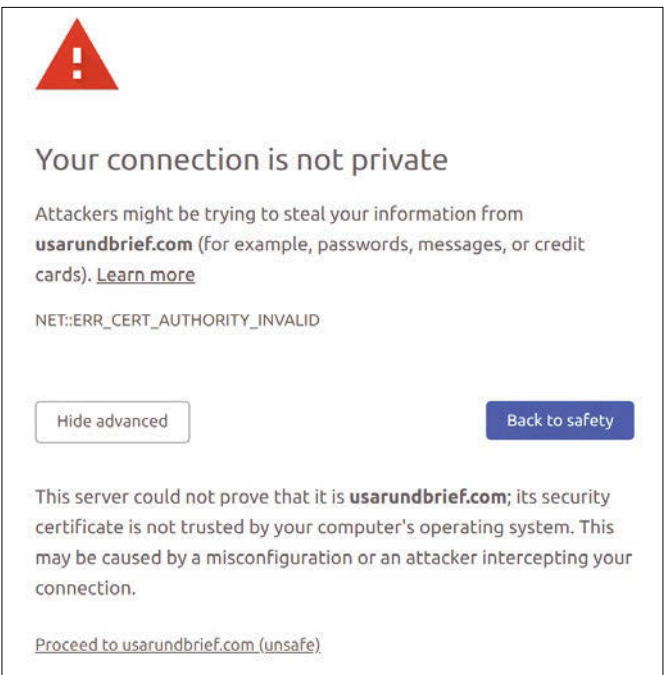 Your connection is not private
Attackers might be trying to steal your information from
usarundbrief.com (for example, passwords, messages, or credit
cards). Learn more
NET::ERR_CERT_AUTHORITY_INVALID
Hide advanced
Back to safety
This server could not prove that it is usarundbrief.com; its security
certificate is not trusted by your computer's operating system. This
may be caused by a misconfiguration or an attacker intercepting your
connection.
Proceed to usarundbrief.com (unsafe)